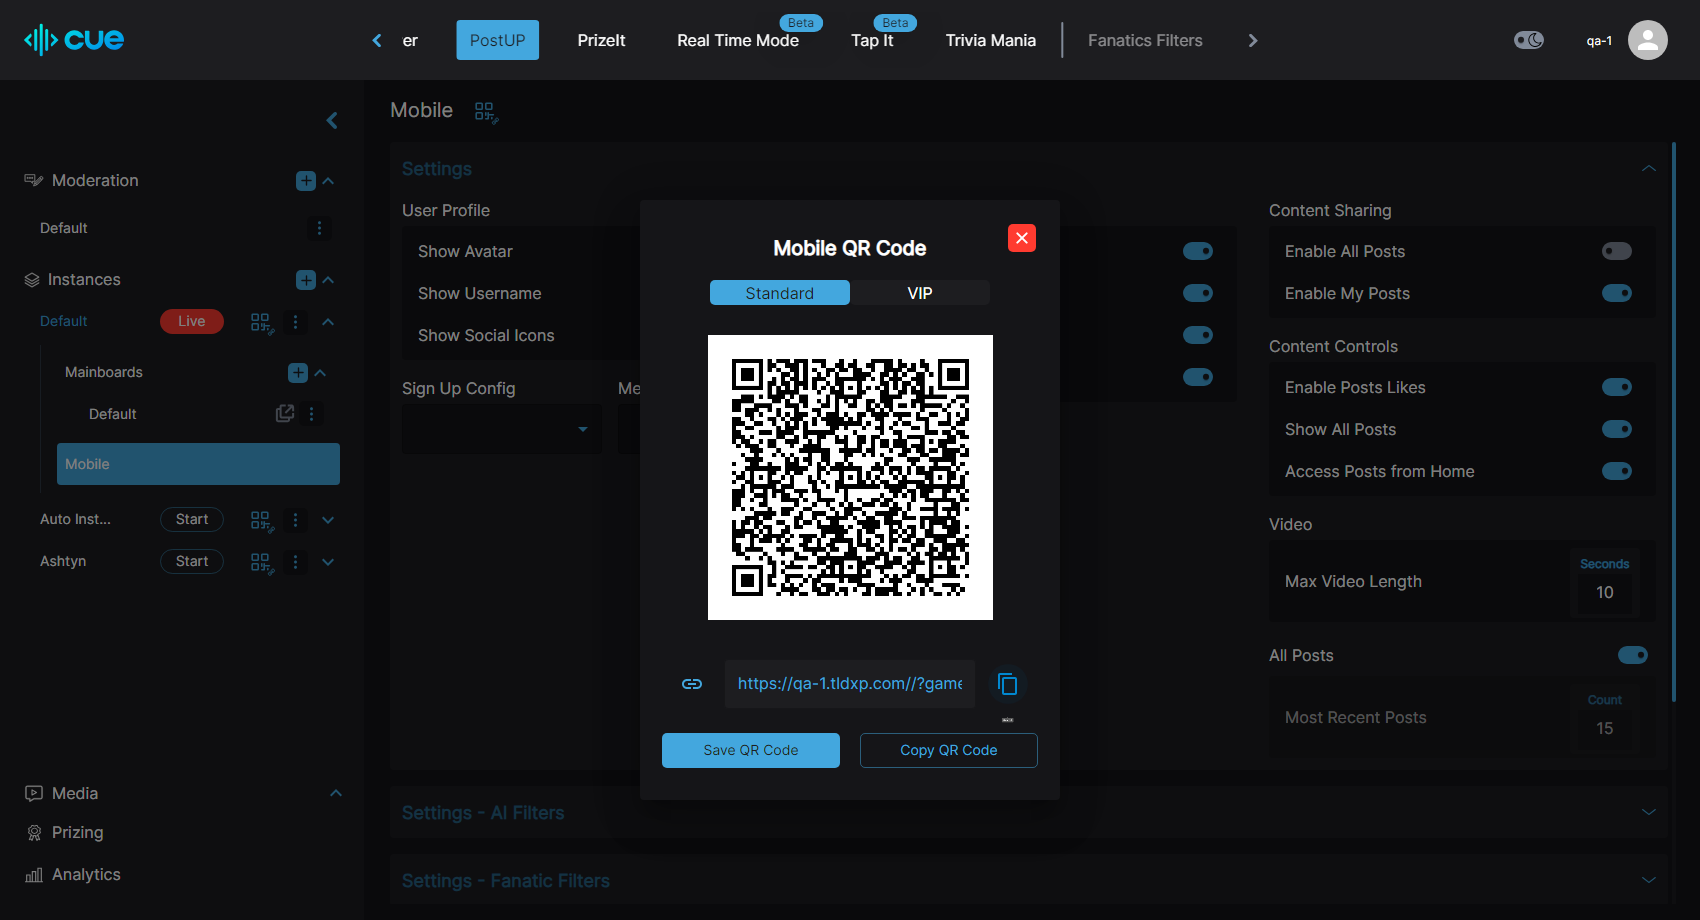 cue
er
PostUP
PrizeIt
Real Time Mode
Beta
Tap It
Beta
Trivia Mania
Fanatics Filters
qa-1
Moderation
Default
Instances
Default
Live
Mainboards
Default
Mobile
Auto Inst...
Start
Ashtyn
Start
Media
Prizing
Analytics
Mobile
Settings
User Profile
Show Avatar
Show Username
Show Social Icons
Sign Up Config
Me
Content Sharing
Enable All Posts
Enable My Posts
Content Controls
Enable Posts Likes
Show All Posts
Access Posts from Home
Video
Max Video Length
Seconds
10
All Posts
Most Recent Posts
Count
15
Settings - AI Filters
Settings - Fanatic Filters
Mobile QR Code
Standard
VIP
https://qa-1.tldxp.com//?game
Save QR Code
Copy QR Code